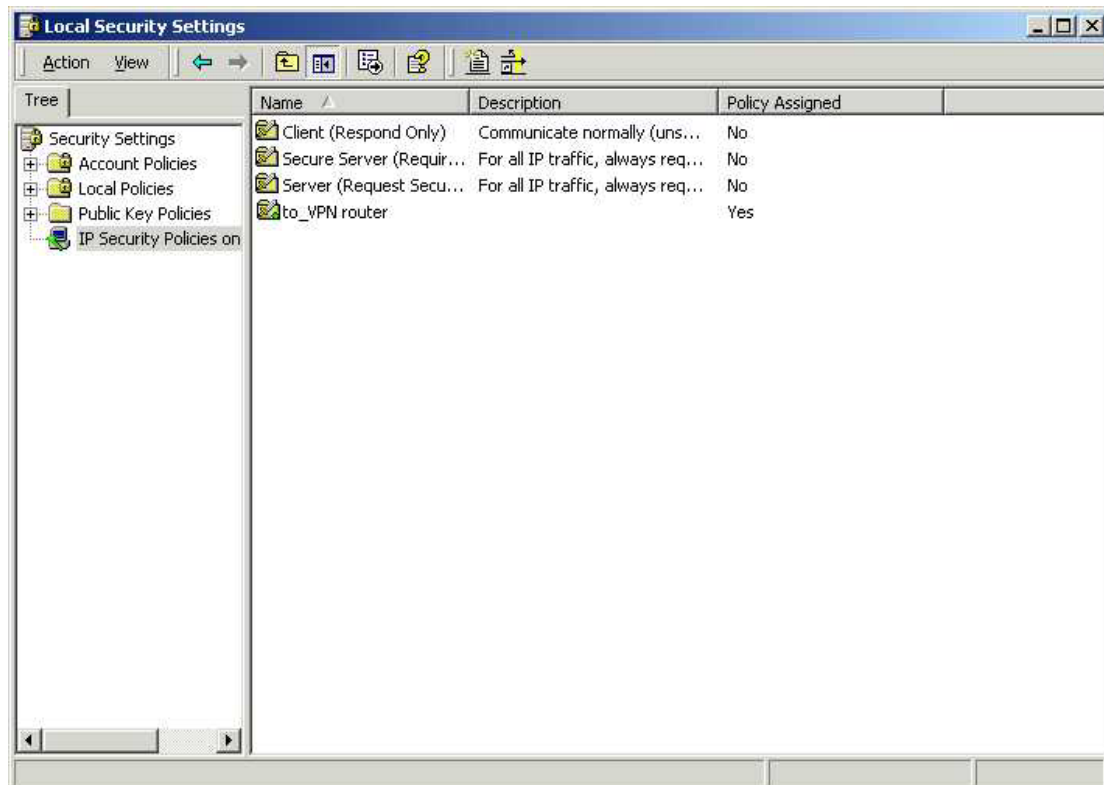 Local Security Settings
Action View
Tree
Name Description Policy Assigned
Security Settings
Account Policies
Local Policies
Public Key Policies
IP Security Policies on
Client (Respond Only) Communicate normally (uns... No
Secure Server (Requir... For all IP traffic, always req... No
Server (Request Secu... For all IP traffic, always req... No
to_VPN router Yes